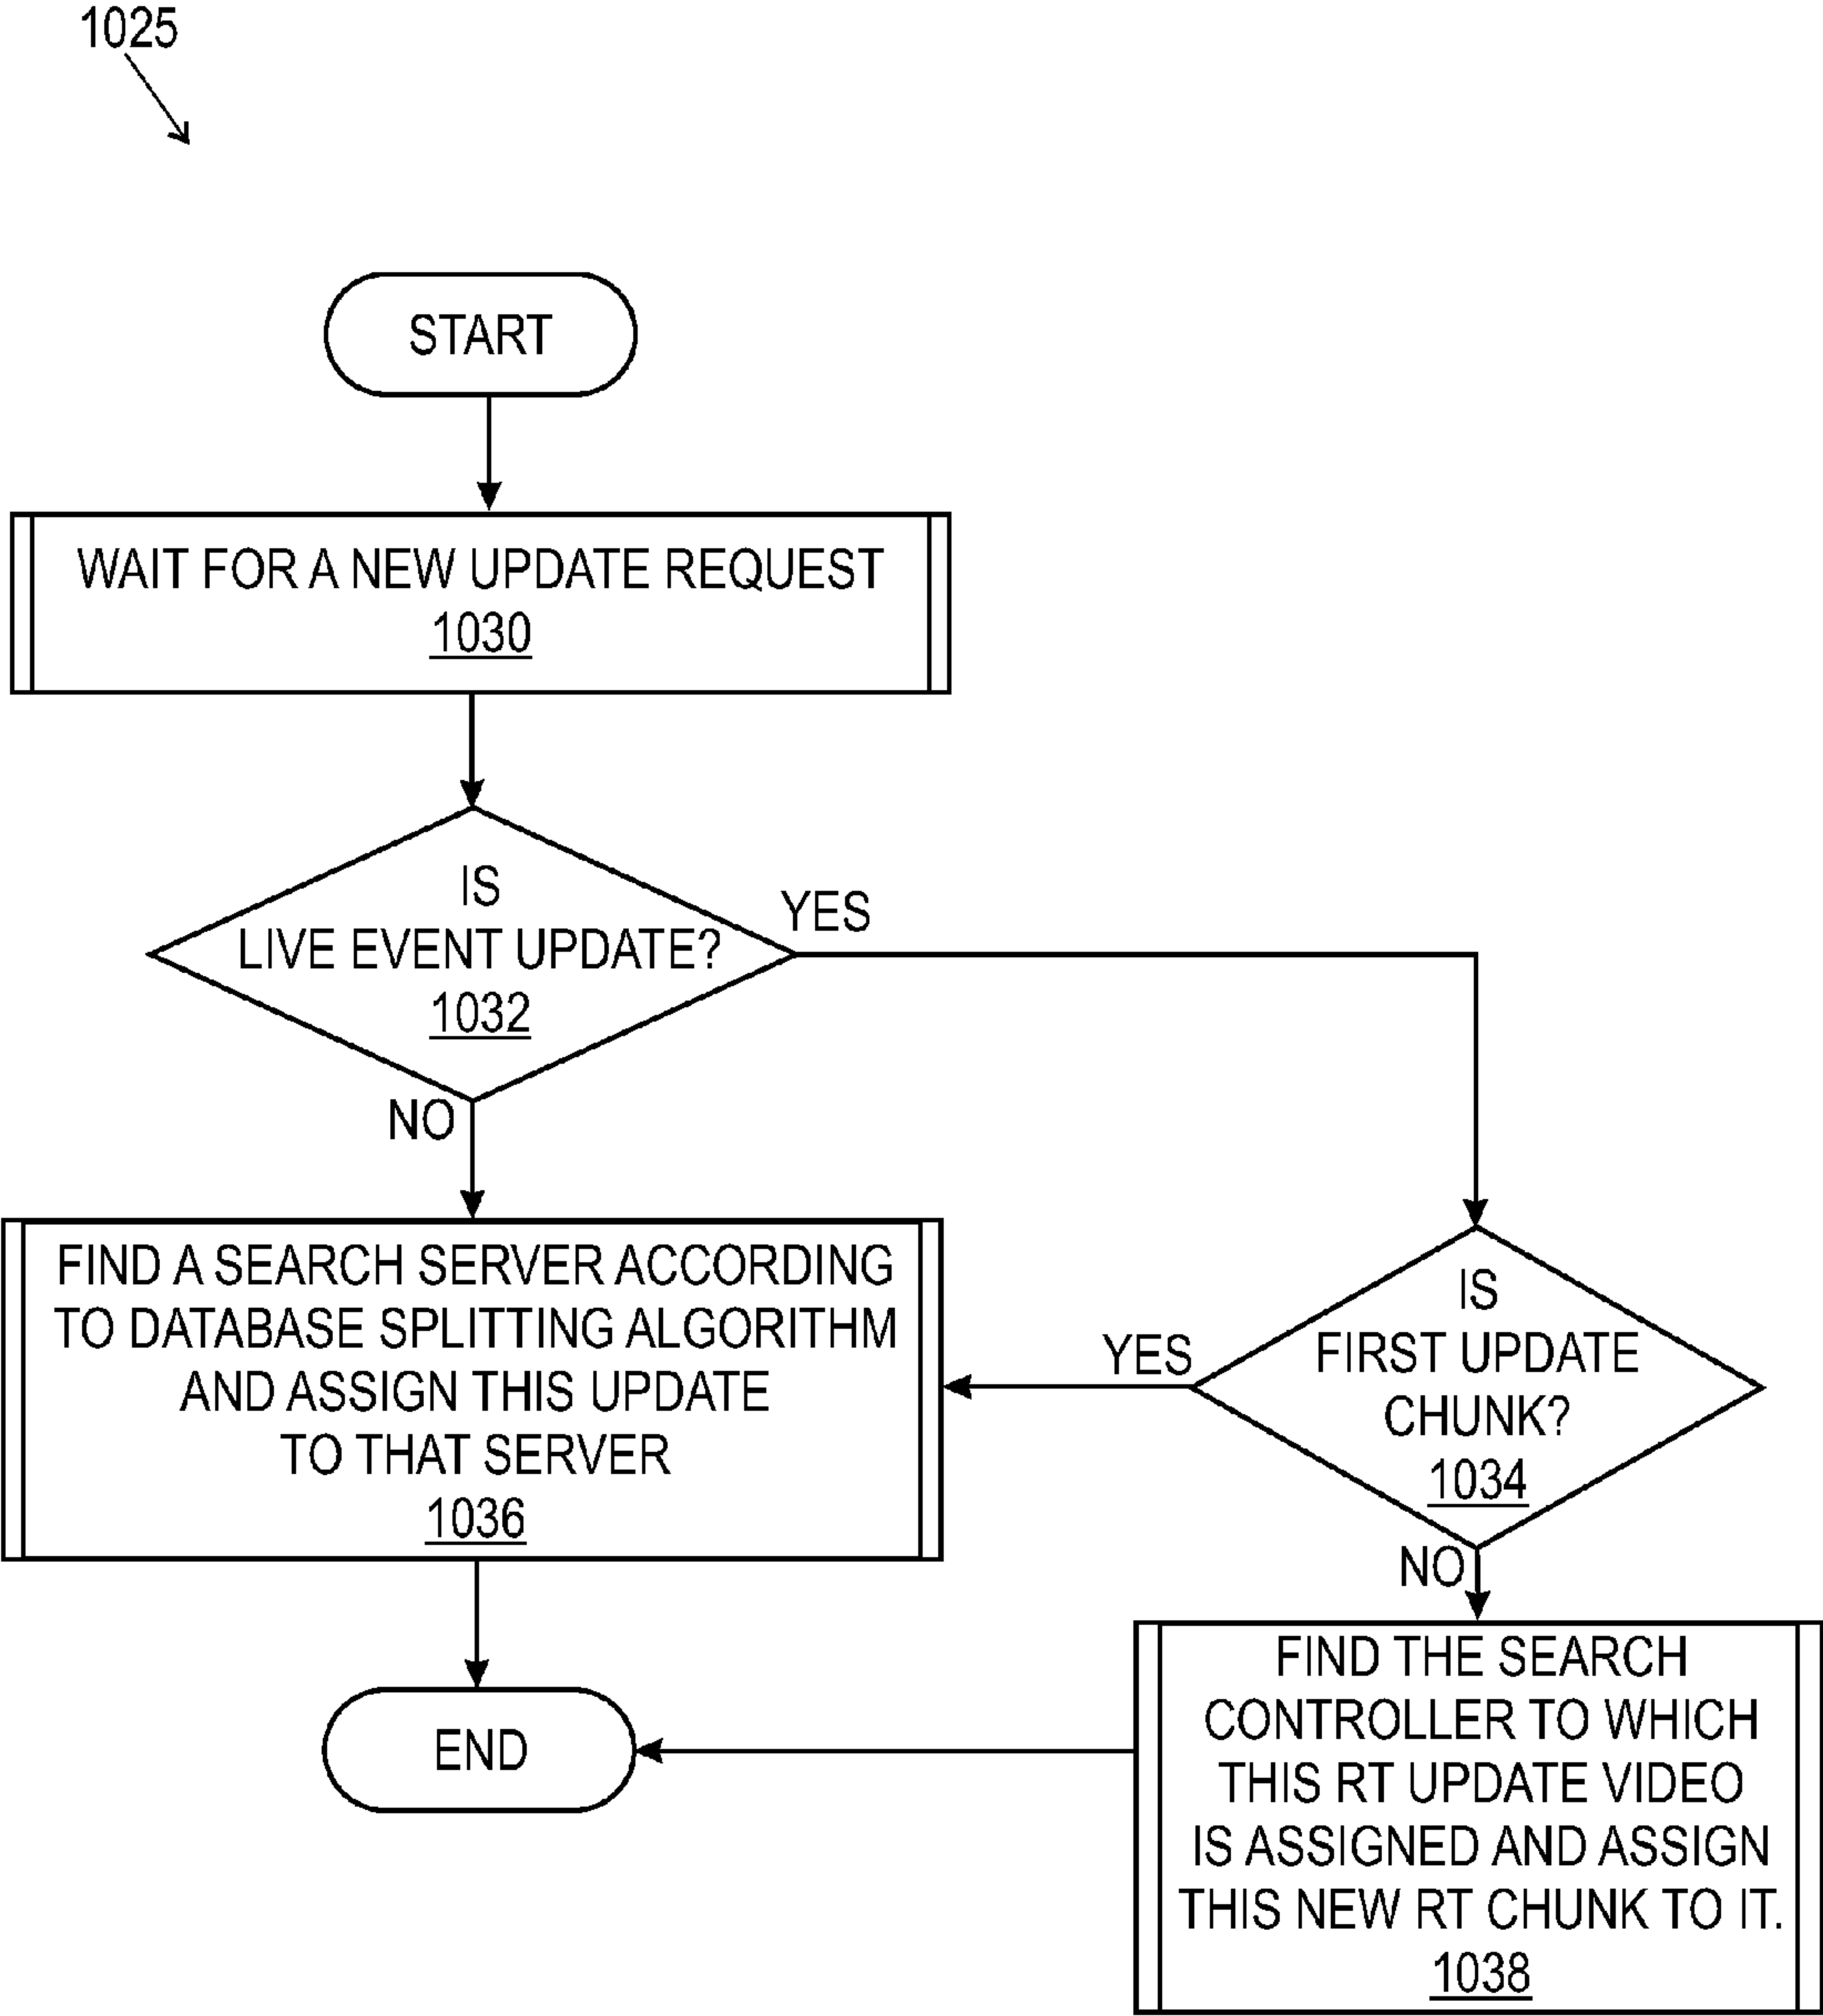 1025
START
WAIT FOR A NEW UPDATE REQUEST
1030
IS
LIVE EVENT UPDATE?
1032
YES
NO
FIND A SEARCH SERVER ACCORDING
TO DATABASE SPLITTING ALGORITHM
AND ASSIGN THIS UPDATE
TO THAT SERVER
1036
YES
IS
FIRST UPDATE
CHUNK?
1034
NO
FIND THE SEARCH
CONTROLLER TO WHICH
THIS RT UPDATE VIDEO
IS ASSIGNED AND ASSIGN
THIS NEW RT CHUNK TO IT.
1038
END